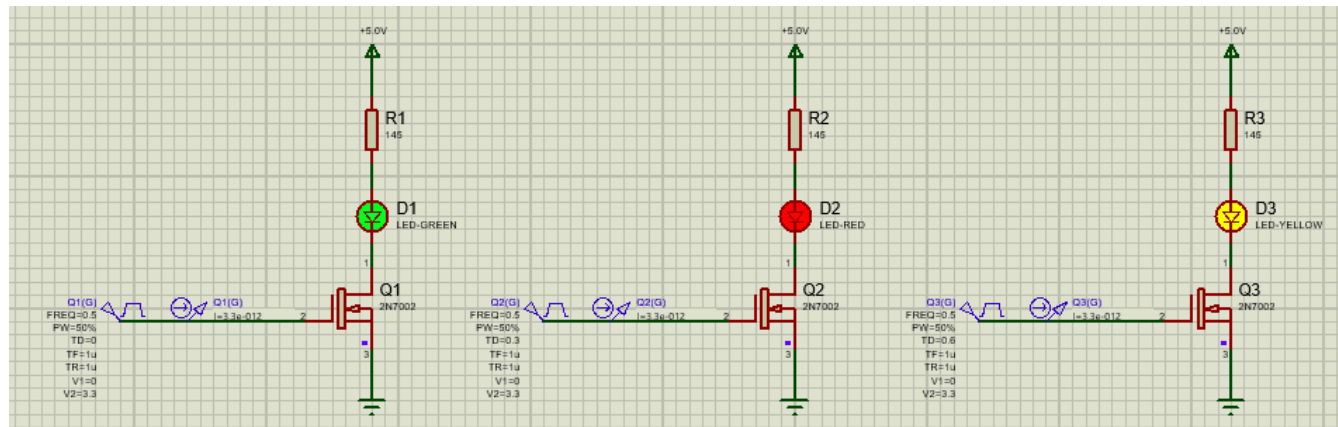 +5.0V
R1
145
D1
LED-GREEN
1
Q1
2N7002
Q1(G)
Q1(G)
I=3.3e-012
2
FREQ=0.5
PW=50%
TD=0
TF=1u
TR=1u
V1=0
V2=3.3
3
+5.0V
R2
145
D2
LED-RED
1
Q2
2N7002
Q2(G)
Q2(G)
I=3.3e-012
2
FREQ=0.5
PW=50%
TD=0.3
TF=1u
TR=1u
V1=0
V2=3.3
3
+5.0V
R3
145
D3
LED-YELLOW
1
Q3
2N7002
Q3(G)
Q3(G)
I=3.3e-012
2
FREQ=0.5
PW=50%
TD=0.6
TF=1u
TR=1u
V1=0
V2=3.3
3